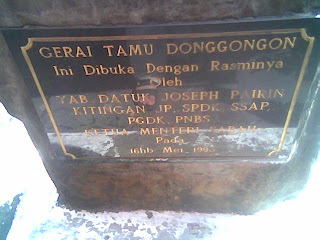 GERAI TAMU DONGGONGON
Ini Dibuka Dengan Rasminya
Oleh
YAB DATUK JOSEPH PAIRIN
KITINGAN JP. SPDK. SSAP.
PGDK. PNBS.
KETUA MENTERI SABAH
Pada
16hb Mei